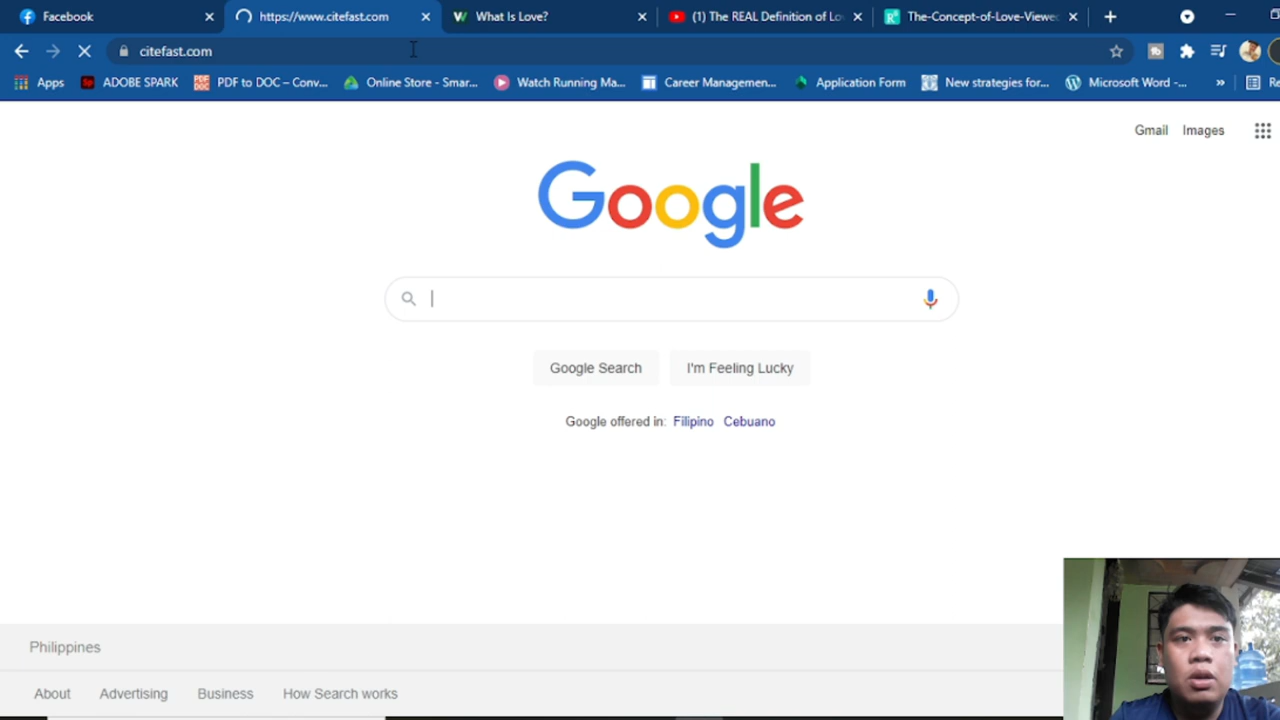 Facebook
https://www.citefast.com
What Is Love?
(1) The REAL Definition of Lo
The-Concept-of-Love-Viewe
citefast.com
Apps
ADOBE SPARK
PDF to DOC – Conv...
Online Store - Smar...
Watch Running Ma...
Career Managemen...
Application Form
New strategies for...
Microsoft Word -...
»
Re
Gmail
Images
Google
Google Search
I'm Feeling Lucky
Google offered in: Filipino Cebuano
Philippines
About
Advertising
Business
How Search works